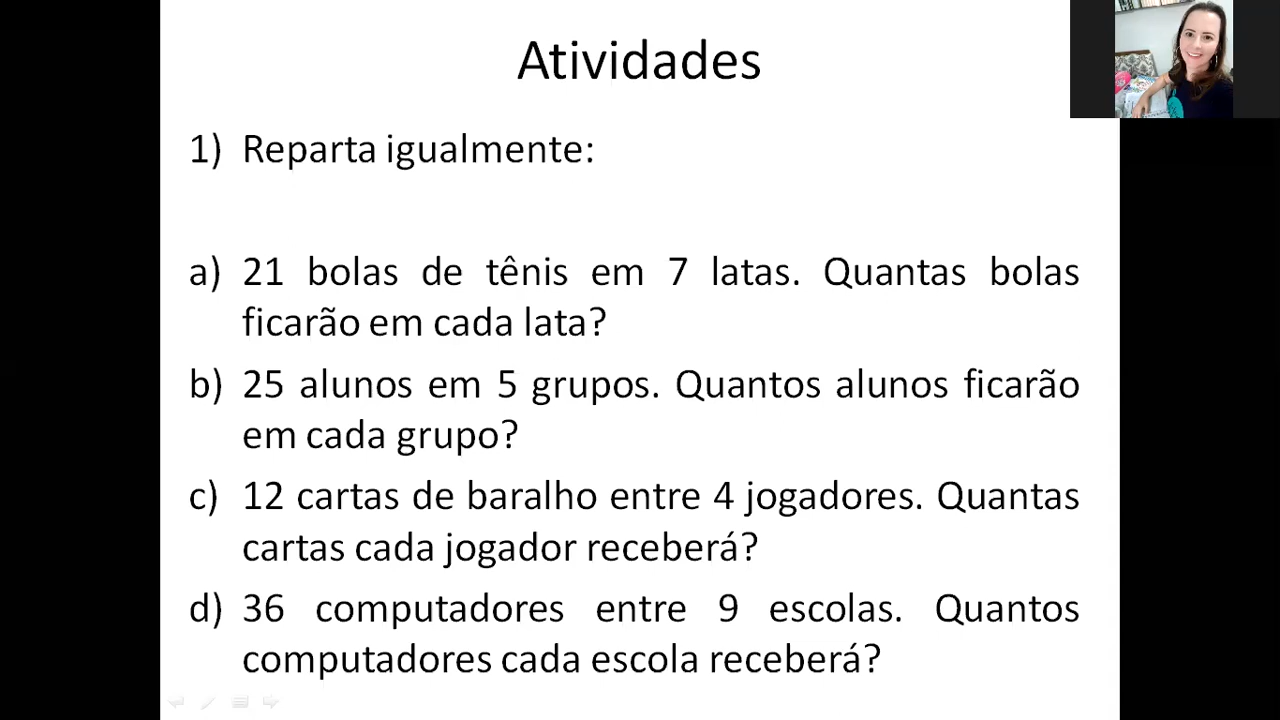 Atividades
1) Reparta igualmente:
a) 21 bolas de tênis em 7 latas. Quantas bolas
ficarão em cada lata?
b) 25 alunos em 5 grupos. Quantos alunos ficarão
em cada grupo?
c) 12 cartas de baralho entre 4 jogadores. Quantas
cartas cada jogador receberá?
d) 36 computadores entre 9 escolas. Quantos
computadores cada escola receberá?